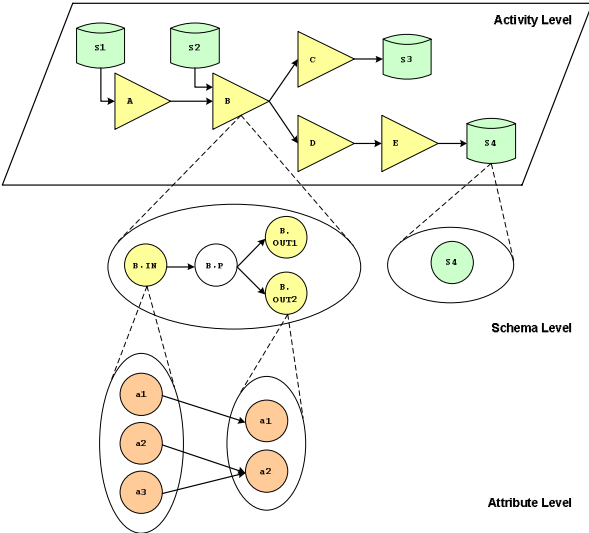 Activity Level
S1
S2
S3
A
B
C
D
E
S4
B.IN
B.P
B.
OUT1
B.
OUT2
S4
Schema Level
a1
a2
a3
a1
a2
Attribute Level